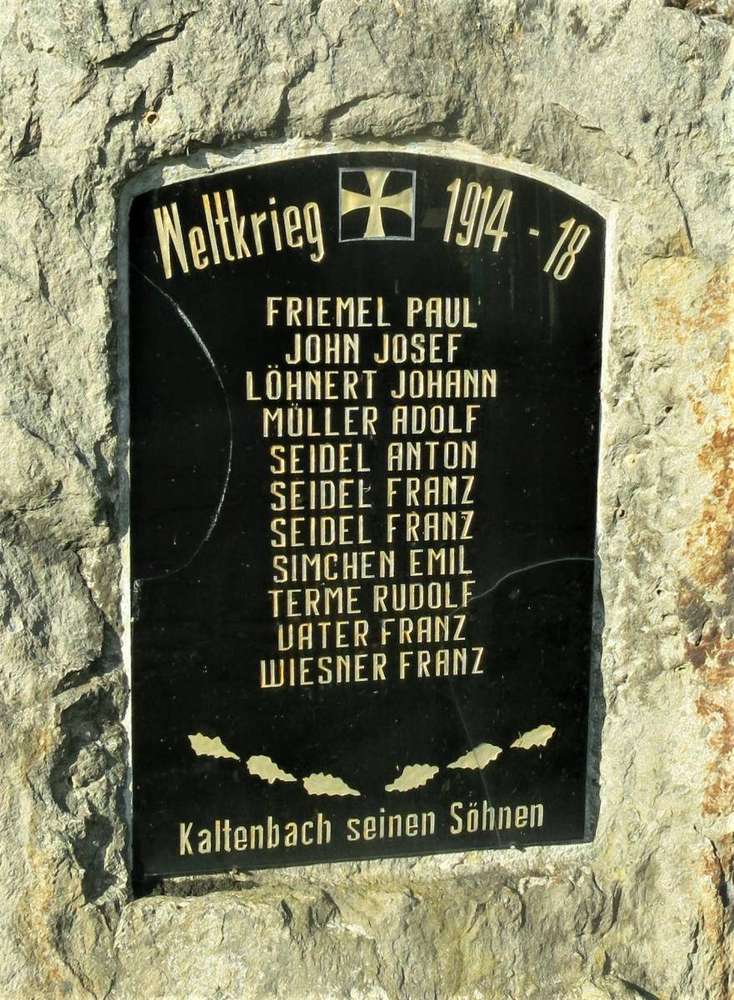 Weltkrieg 1914 - 18
FRIEMEL PAUL
JOHN JOSEF
LÖHNERT JOHANN
MÜLLER ADOLF
SEIDEL ANTON
SEIDEL FRANZ
SEIDEL FRANZ
SIMCHEN EMIL
TERME RUDOLF
VATER FRANZ
WIESNER FRANZ
Kaltenbach seinen Söhnen